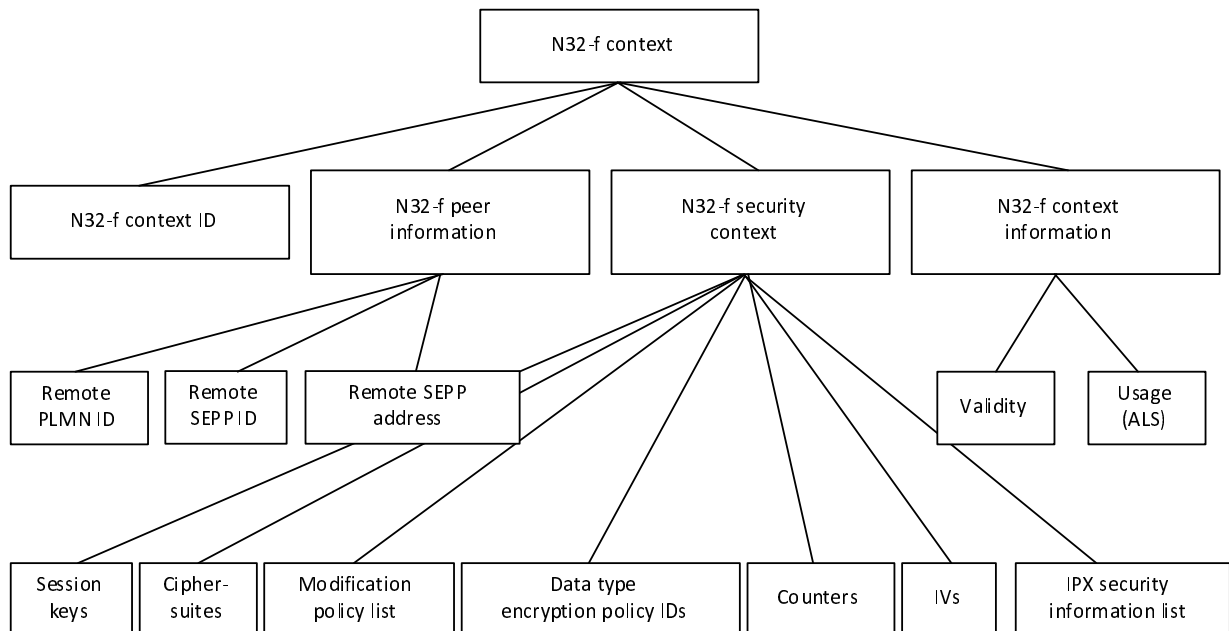 N32-f context
N32-f context ID
N32-f peer
information
N32-f security
context
N32-f context
information
Remote
PLMN ID
Remote
SEPP ID
Remote SEPP
address
Validity
Usage
(ALS)
Session
keys
Cipher-
suites
Modification
policy list
Data type
encryption policy IDs
Counters
IVs
IPX security
information list